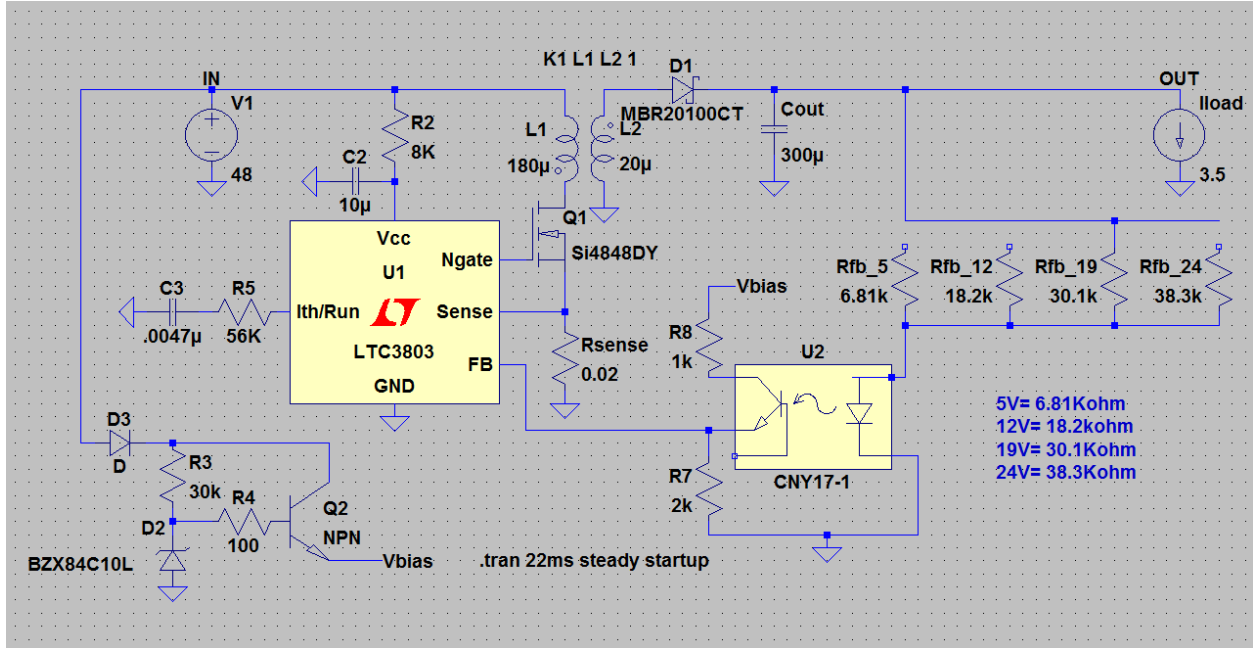 K1 L1 L2 1
IN
V1
48
R2
8K
C2
10µ
L1
180µ
L2
20µ
D1
MBR20100CT
Cout
300µ
OUT
Iload
3.5
Q1
Si4848DY
Vcc
U1
Ngate
Ith/Run
Sense
LTC3803
FB
GND
C3
.0047µ
R5
56K
Rsense
0.02
Vbias
R8
1k
U2
CNY17-1
R7
2k
Rfb_5
6.81k
Rfb_12
18.2k
Rfb_19
30.1k
Rfb_24
38.3k
5V= 6.81Kohm
12V= 18.2kohm
19V= 30.1Kohm
24V= 38.3Kohm
D3
D
R3
30k
R4
100
Q2
NPN
D2
BZX84C10L
Vbias
.tran 22ms steady startup